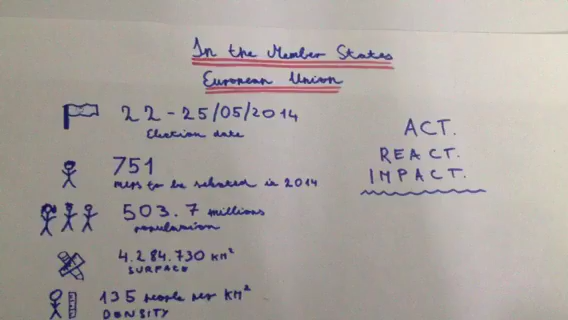 In the Member States
European Union
22-25/05/2014
Election date
751
meps to be selected in 2014
503.7 millions
population
4.284.730 KM²
SURFACE
135 people per KM²
DENSITY
ACT.
REACT.
IMPACT.